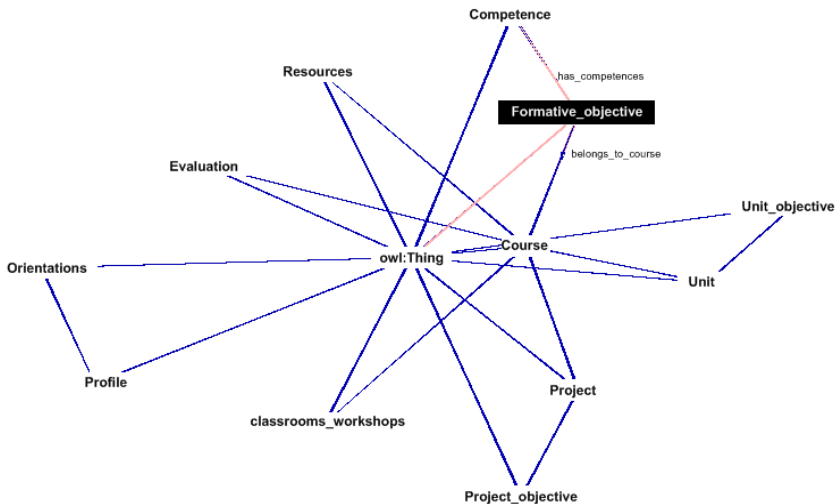 Competence
Resources
has_competences
Formative_objective
belongs_to_course
Evaluation
Unit_objective
Course
owl:Thing
Orientations
Unit
Profile
Project
classrooms_workshops
Project_objective